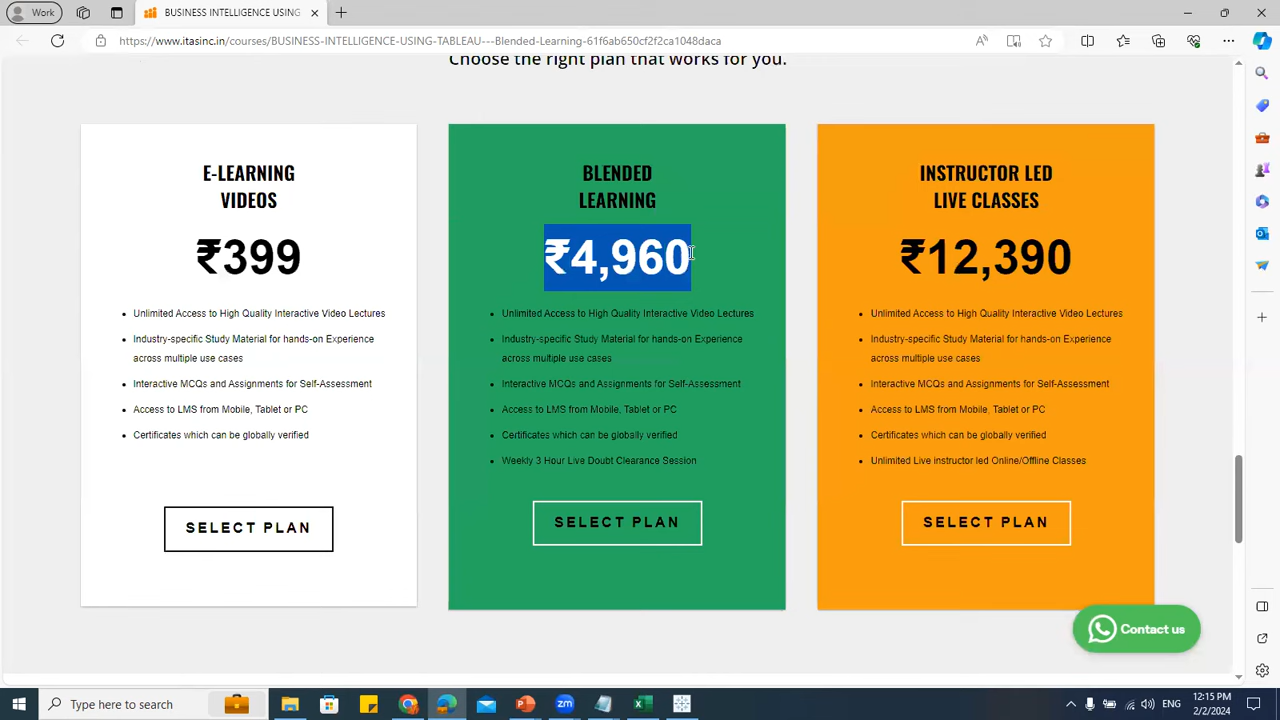 Work
BUSINESS INTELLIGENCE USING
https://www.itasinc.in/courses/BUSINESS-INTELLIGENCE-USING-TABLEAU---Blended-Learning-61f6ab650cf2f2ca1048daca
Choose the right plan that works for you.
E-LEARNING
VIDEOS
₹399
Unlimited Access to High Quality Interactive Video Lectures
Industry-specific Study Material for hands-on Experience
across multiple use cases
Interactive MCQs and Assignments for Self-Assessment
Access to LMS from Mobile, Tablet or PC
Certificates which can be globally verified
SELECT PLAN
BLENDED
LEARNING
₹4,960
Unlimited Access to High Quality Interactive Video Lectures
Industry-specific Study Material for hands-on Experience
across multiple use cases
Interactive MCQs and Assignments for Self-Assessment
Access to LMS from Mobile, Tablet or PC
Certificates which can be globally verified
Weekly 3 Hour Live Doubt Clearance Session
SELECT PLAN
INSTRUCTOR LED
LIVE CLASSES
₹12,390
Unlimited Access to High Quality Interactive Video Lectures
Industry-specific Study Material for hands-on Experience
across multiple use cases
Interactive MCQs and Assignments for Self-Assessment
Access to LMS from Mobile, Tablet or PC
Certificates which can be globally verified
Unlimited Live instructor led Online/Offline Classes
SELECT PLAN
Contact us
Type here to search
ENG
12:15 PM
2/2/2024